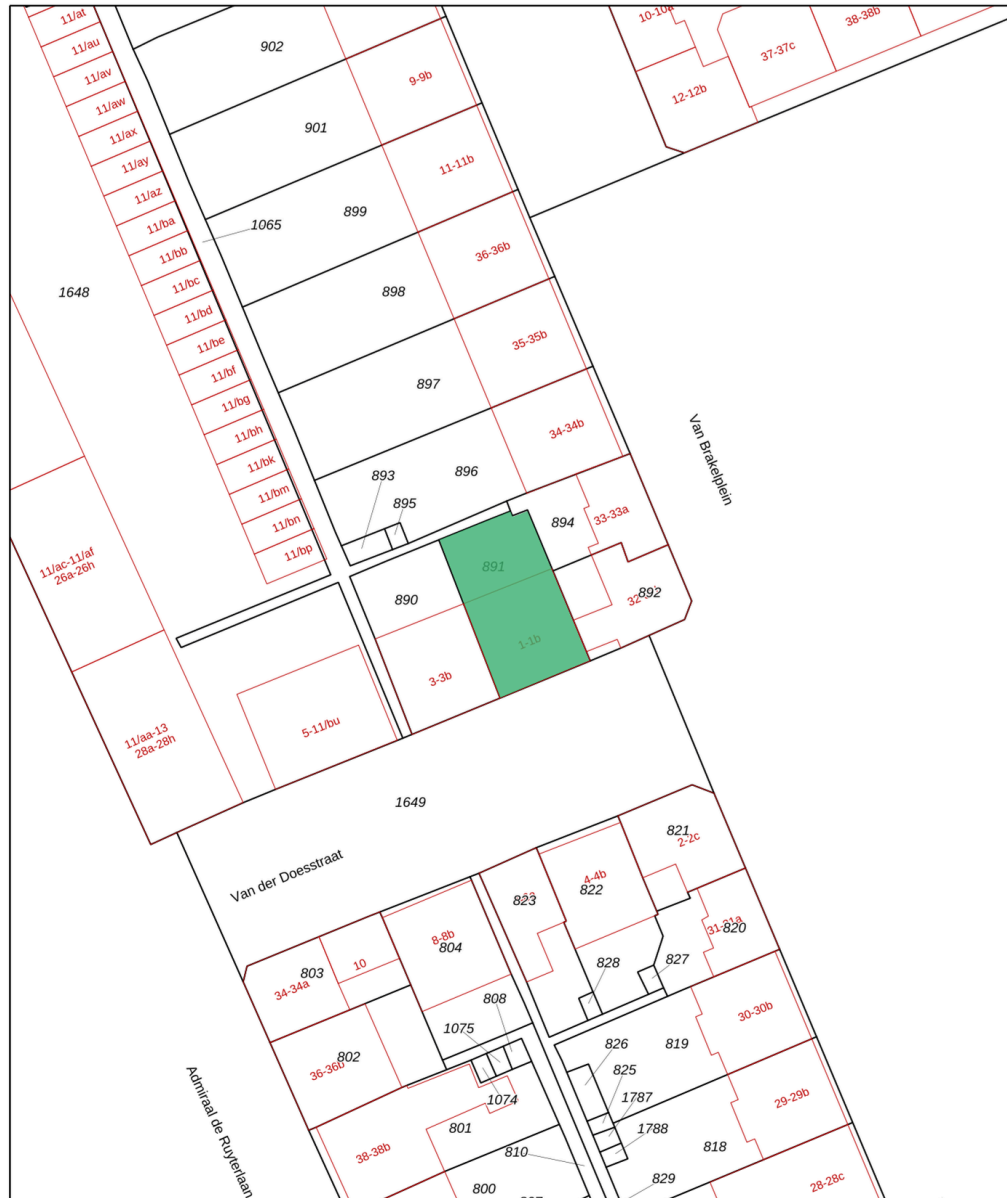 11/at
11/au
11/av
11/aw
11/ax
11/ay
11/az
11/ba
11/bb
11/bc
11/bd
11/be
11/bf
11/bg
11/bh
11/bk
11/bm
11/bn
11/bp
902
901
899
1065
898
897
896
893
895
894
891
890
892
1648
9-9b
11-11b
36-36b
35-35b
34-34b
33-33a
1-1b
3-3b
5-11/bu
10-10a
12-12b
37-37c
38-38b
Van Brakelplein
11/ac-11/af
26a-26h
11/aa-13
28a-28h
1649
Van der Doesstraat
821
2-2c
4-4b
822
823
31-31a
820
8-8b
804
10
803
34-34a
828
827
808
1075
1074
36-36b
802
30-30b
819
826
825
1787
1788
29-29b
818
Admiraal de Ruyterlaan
38-38b
801
810
800
829
28-28c